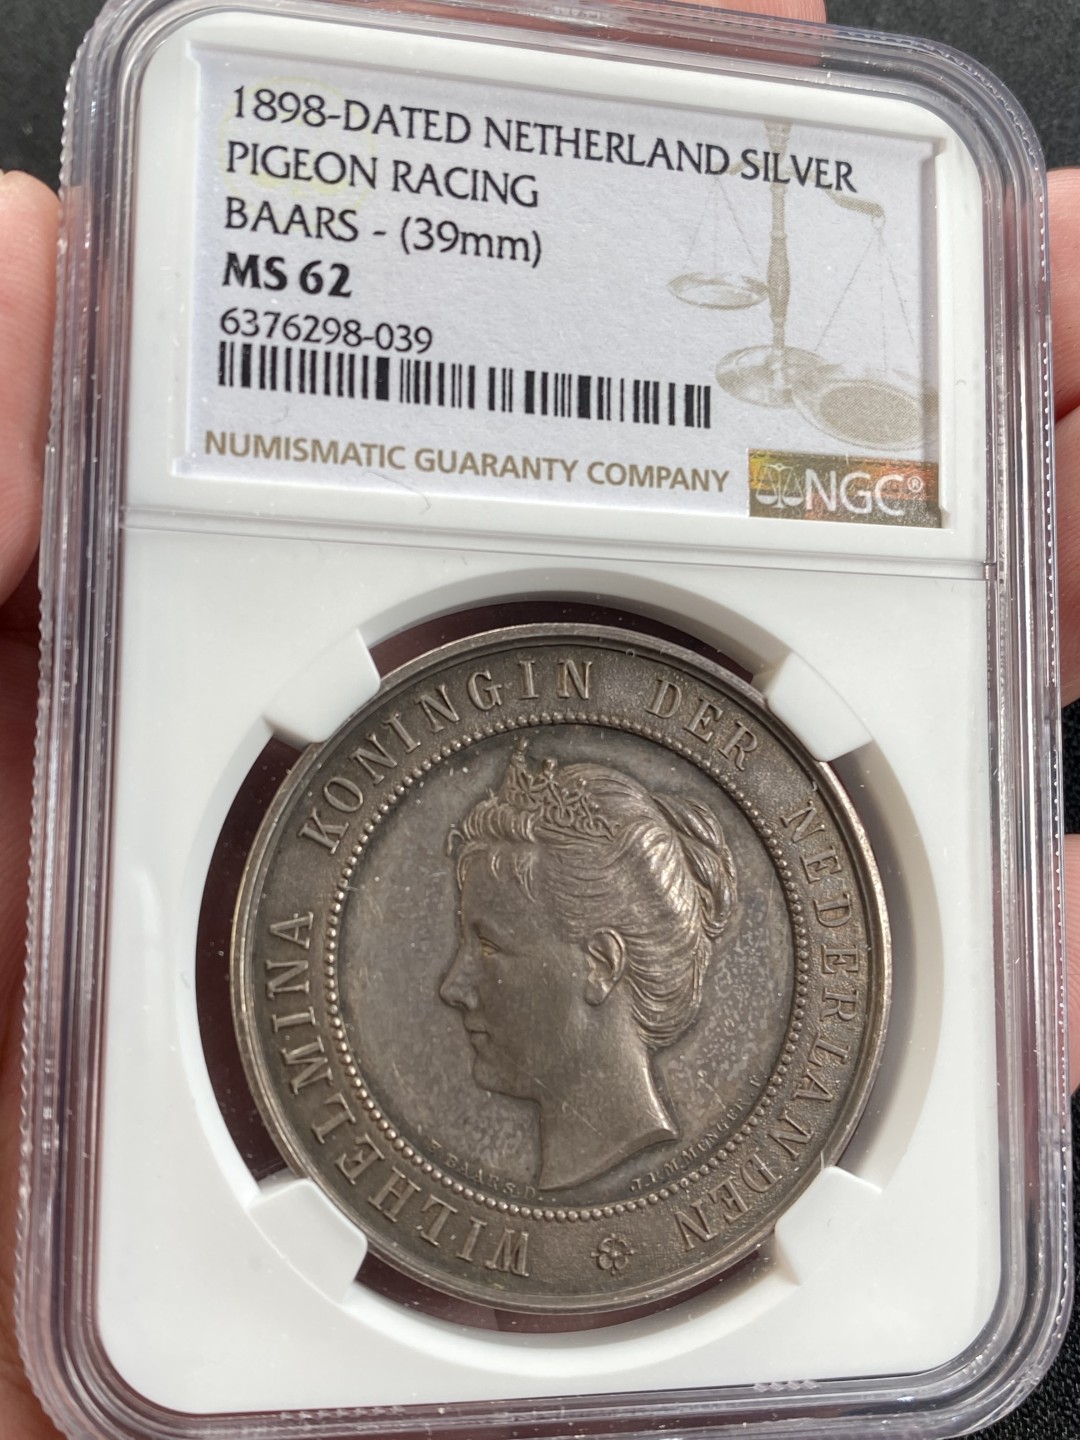 1898-DATED NETHERLAND SILVER
PIGEON RACING
BAARS - (39mm)
MS 62
6376298-039
NUMISMATIC GUARANTY COMPANY
NGC®
WILHELMINA KONINGIN DER NEDERLANDEN
BAARS.D.